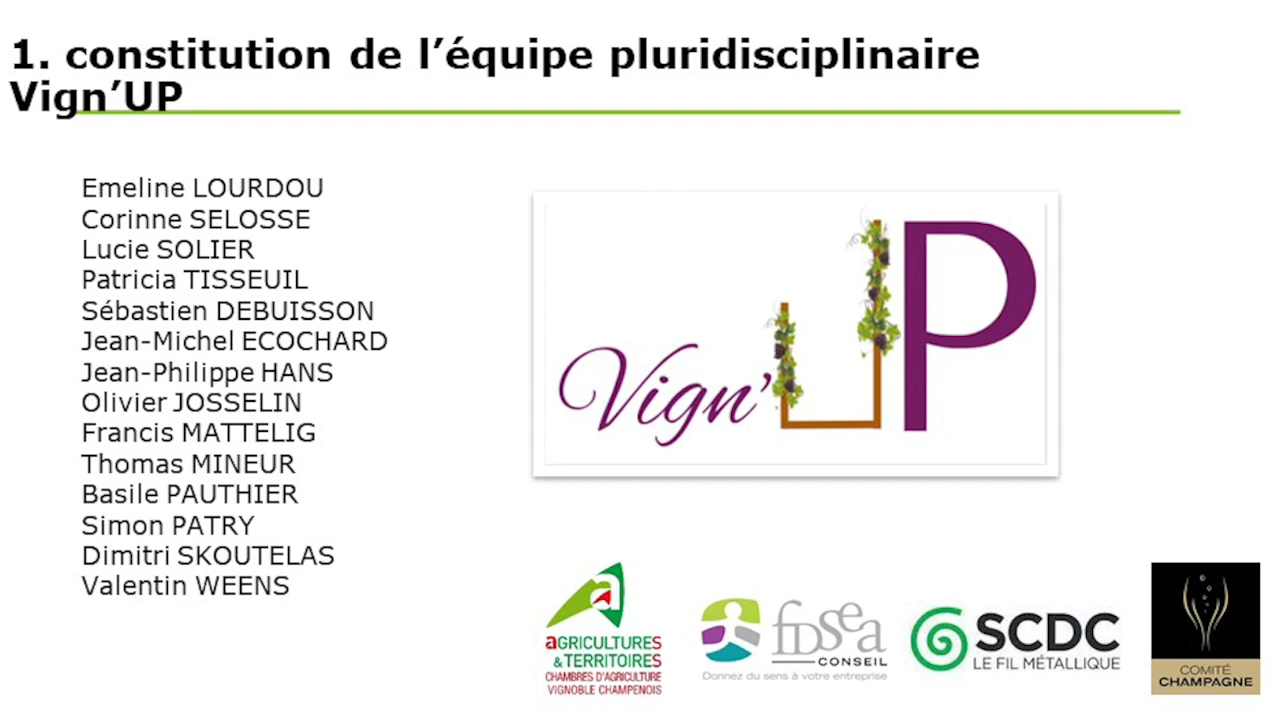 1. constitution de l’équipe pluridisciplinaire
Vign’UP
Emeline LOURDOU
Corinne SELOSSE
Lucie SOLIER
Patricia TISSEUIL
Sébastien DEBUISSON
Jean-Michel ECOCHARD
Jean-Philippe HANS
Olivier JOSSELIN
Francis MATTELIG
Thomas MINEUR
Basile PAUTHIER
Simon PATRY
Dimitri SKOUTELAS
Valentin WEENS
Vign’UP
a
aGRICULTURES
& TERRITOIRES
CHAMBRES D’AGRICULTURE
VIGNOBLE CHAMPENOIS
fDSea
CONSEIL
Donnez du sens à votre entreprise
SCDC
LE FIL MÉTALLIQUE
COMITÉ
CHAMPAGNE